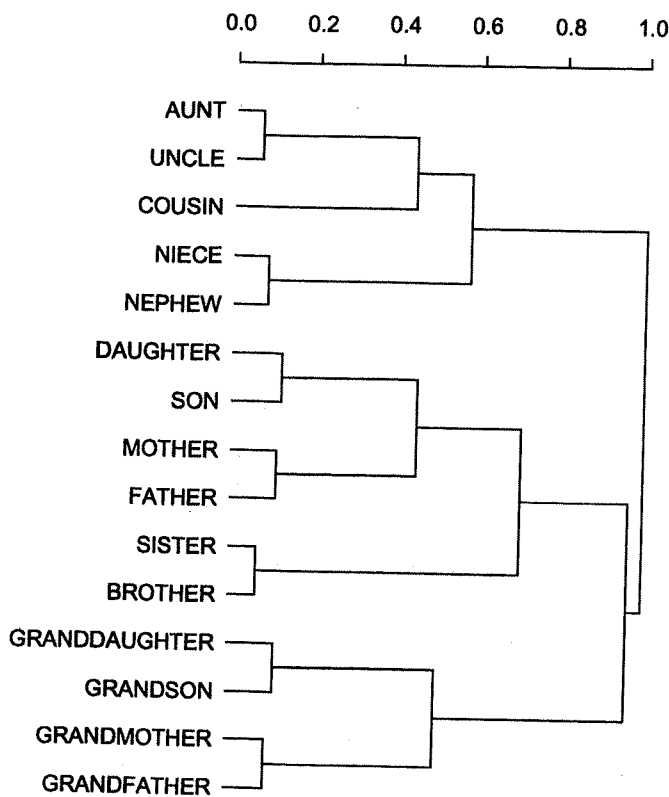 0.0 0.2 0.4 0.6 0.8 1.0
AUNT
UNCLE
COUSIN
NIECE
NEPHEW
DAUGHTER
SON
MOTHER
FATHER
SISTER
BROTHER
GRANDDAUGHTER
GRANDSON
GRANDMOTHER
GRANDFATHER